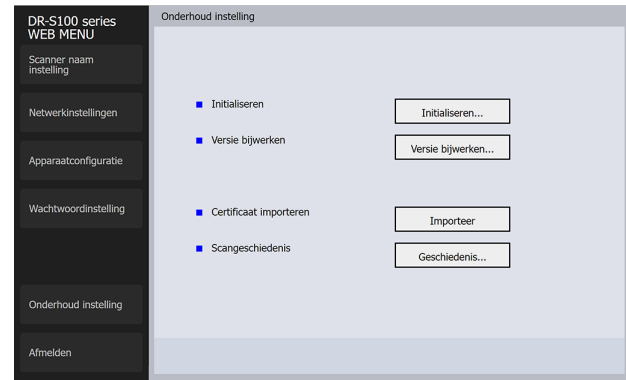 DR-S100 series
WEB MENU
Scanner naam
instelling
Netwerkinstellingen
Apparaatconfiguratie
Wachtwoordinstelling
Onderhoud instelling
Afmelden
Onderhoud instelling
Initialiseren
Initialiseren...
Versie bijwerken
Versie bijwerken...
Certificaat importeren
Importeer
Scangeschiedenis
Geschiedenis...